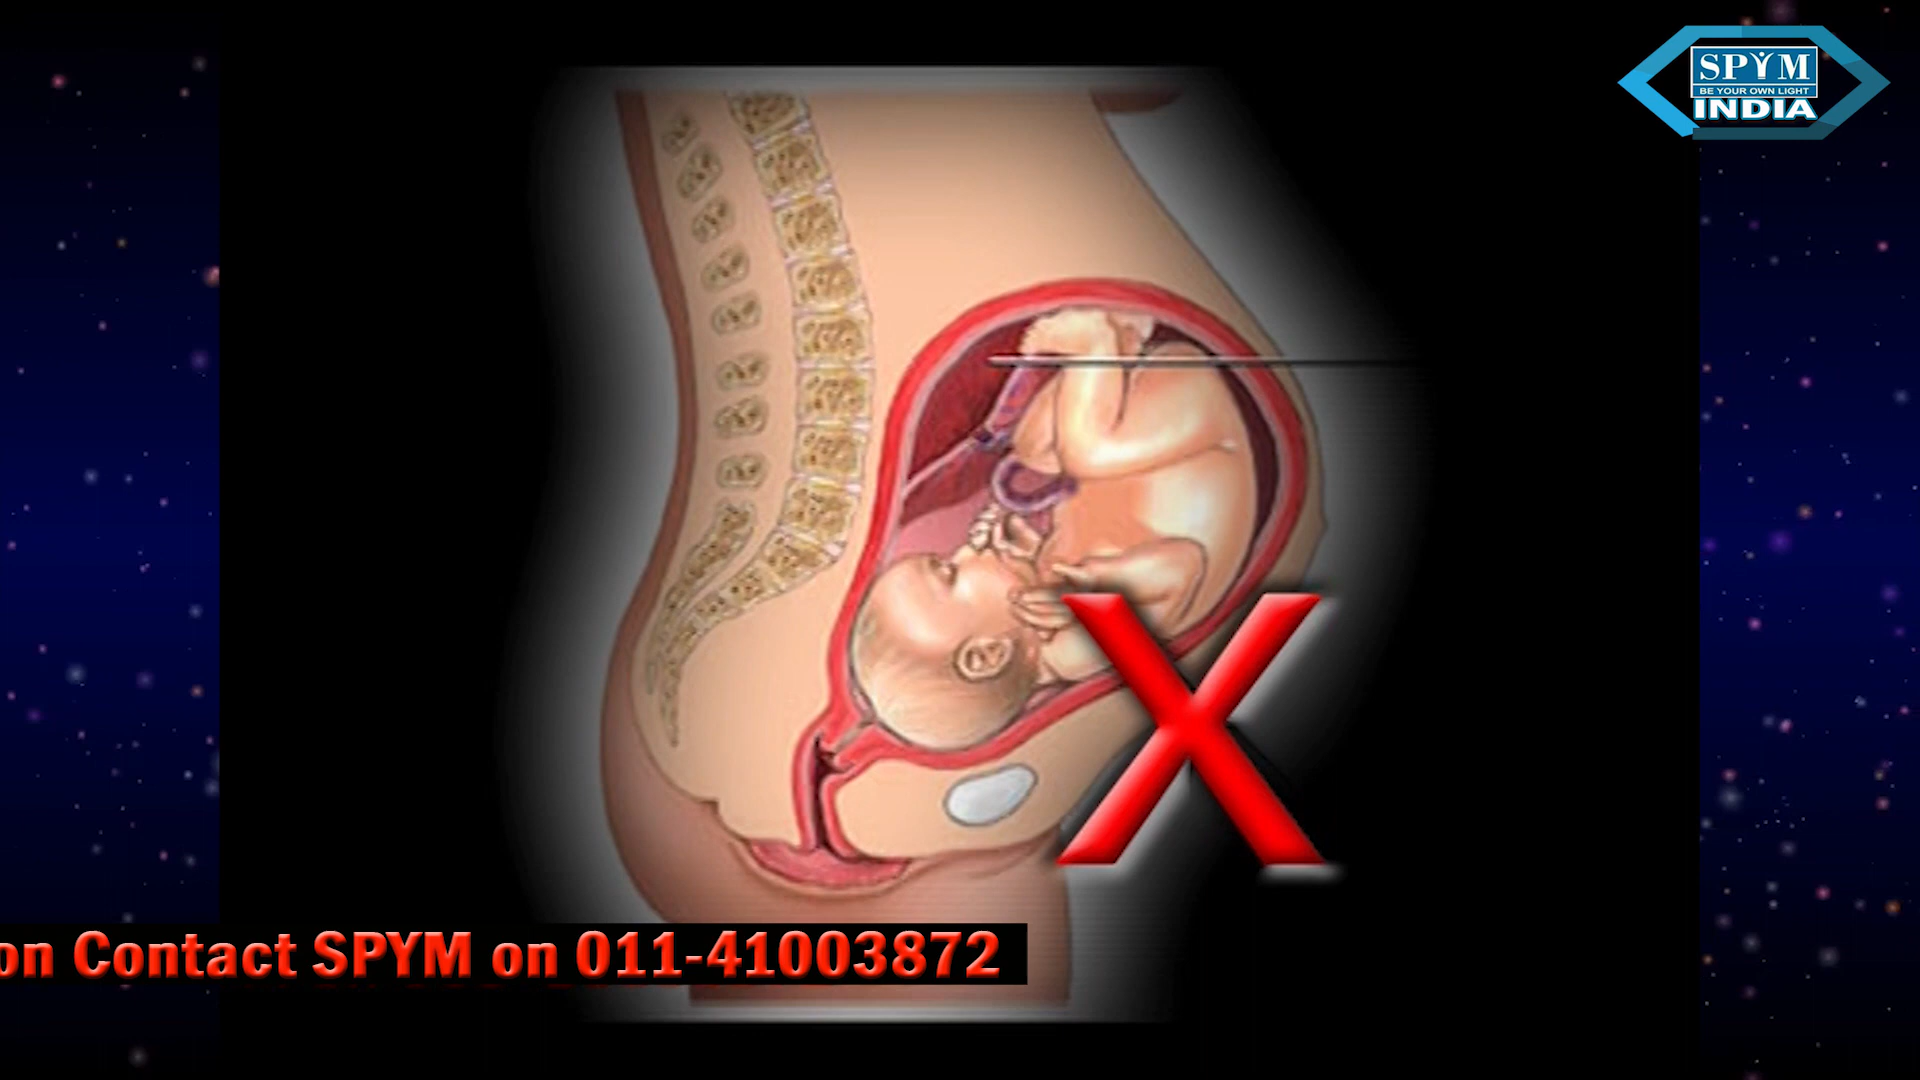 SPYM
BE YOUR OWN LIGHT
INDIA
X
on Contact SPYM on 011-41003872